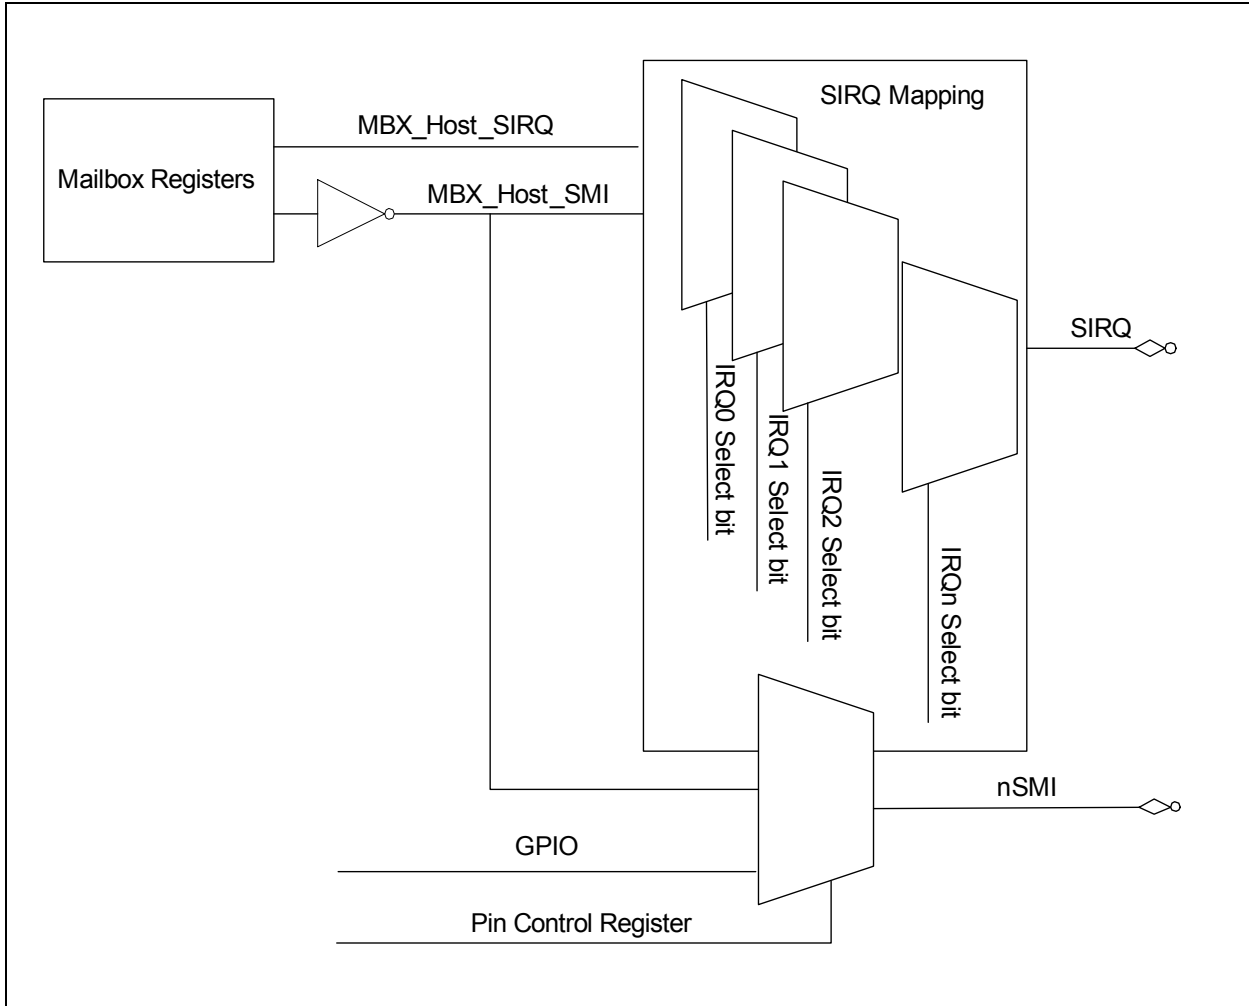 SIRQ Mapping
MBX_Host_SIRQ
Mailbox Registers
MBX_Host_SMI
SIRQ
IRQ0 Select bit
IRQ1 Select bit
IRQ2 Select bit
IRQn Select bit
nSMI
GPIO
Pin Control Register